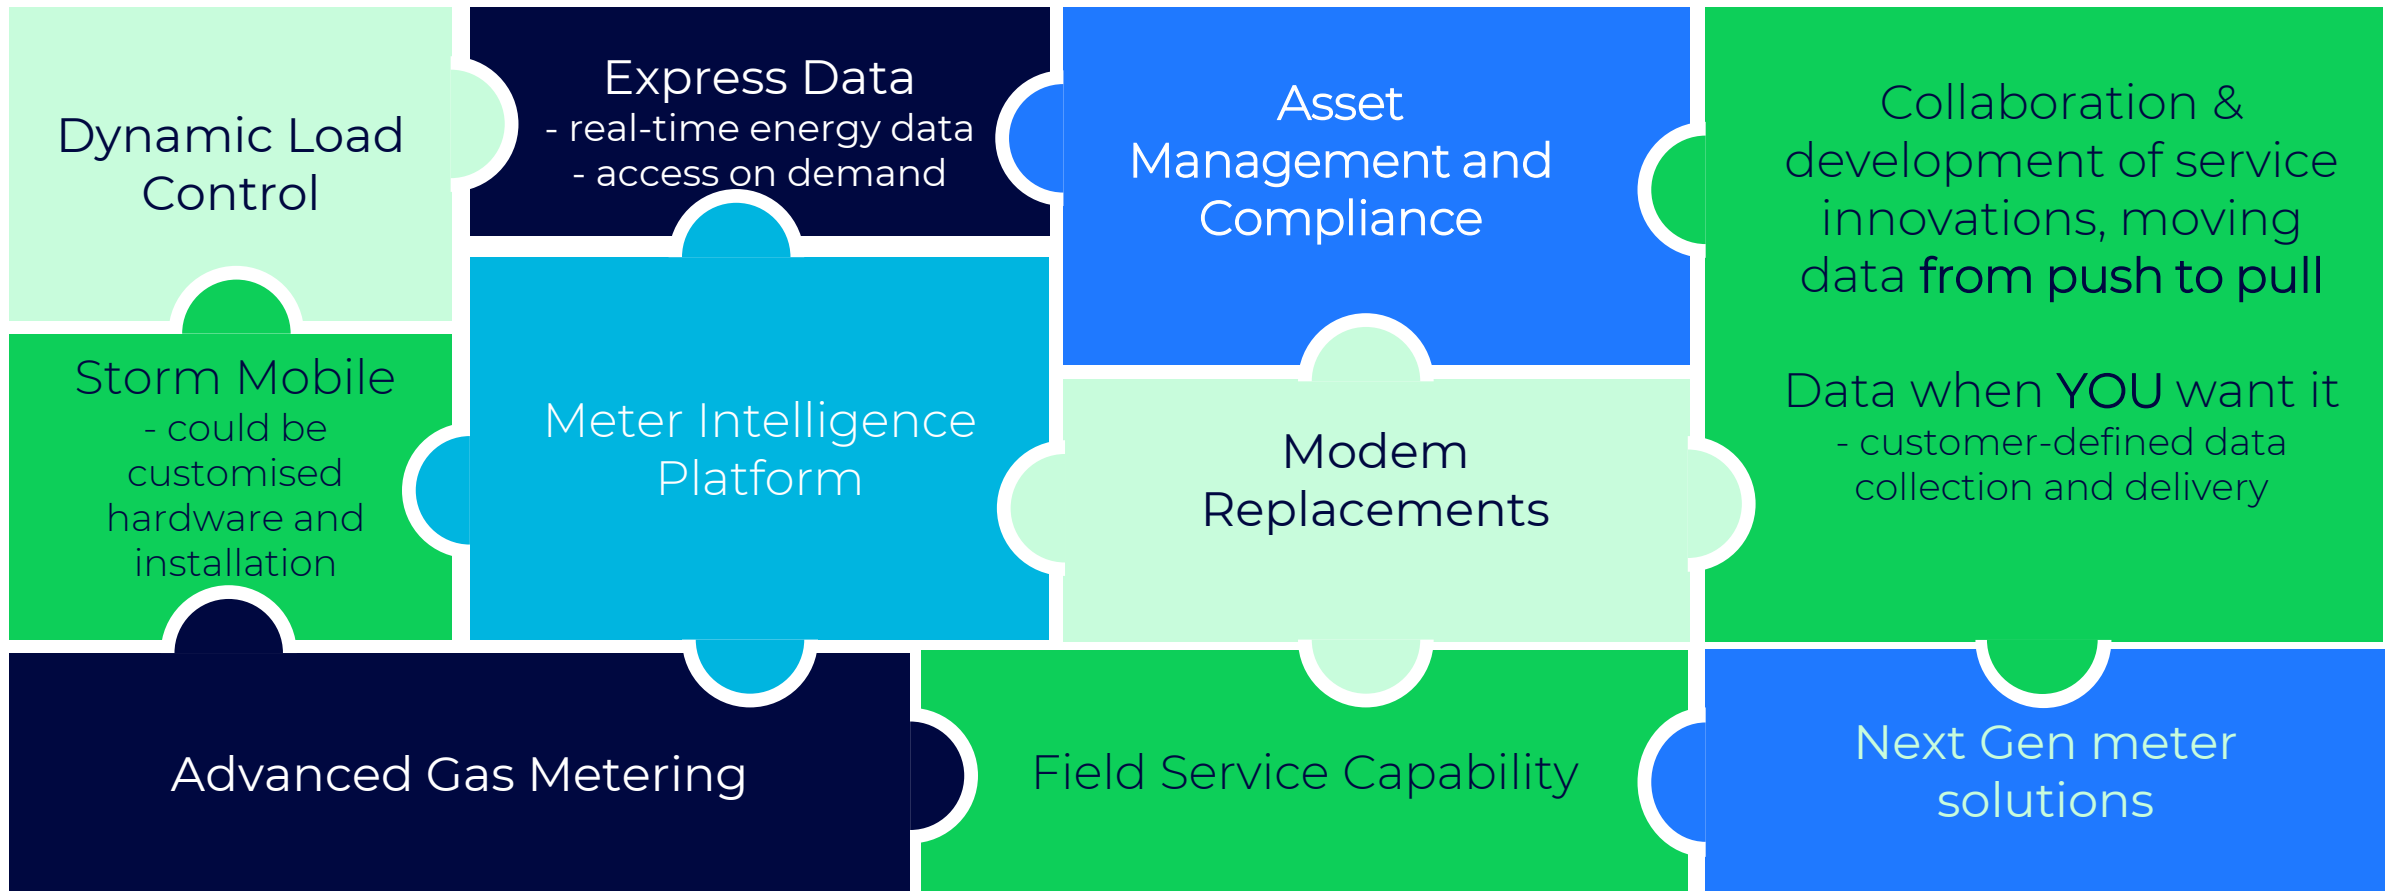 Dynamic Load
Control
Express Data
- real-time energy data
- access on demand
Asset
Management and
Compliance
Collaboration &
development of service
innovations, moving
data from push to pull
Data when YOU want it
- customer-defined data
collection and delivery
Storm Mobile
- could be
customised
hardware and
installation
Meter Intelligence
Platform
Modem
Replacements
Advanced Gas Metering
Field Service Capability
Next Gen meter
solutions